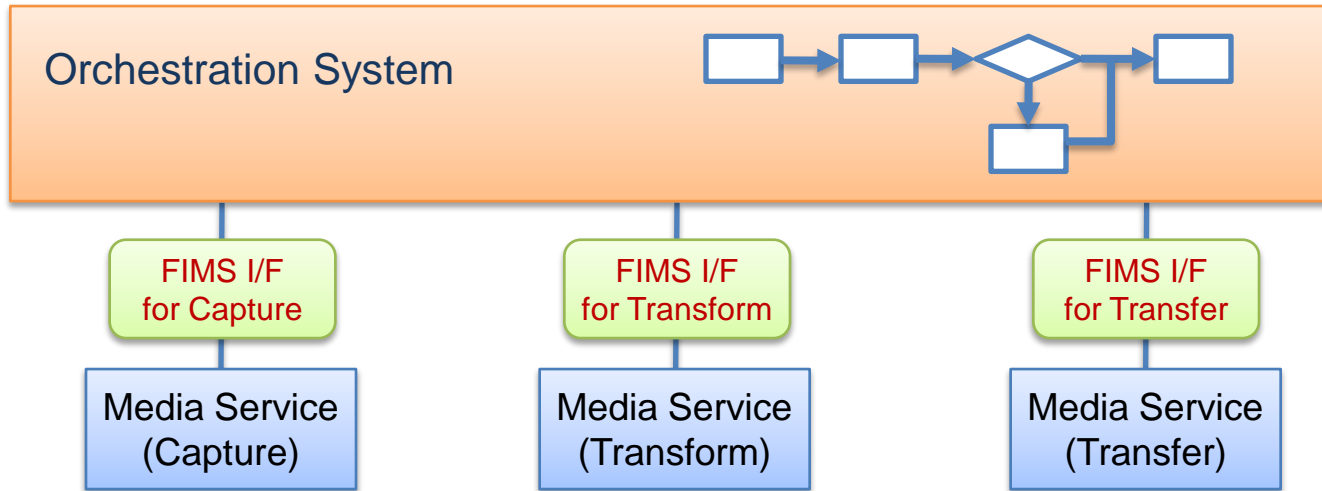 Orchestration System
FIMS I/F
for Capture
FIMS I/F
for Transform
FIMS I/F
for Transfer
Media Service
(Capture)
Media Service
(Transform)
Media Service
(Transfer)